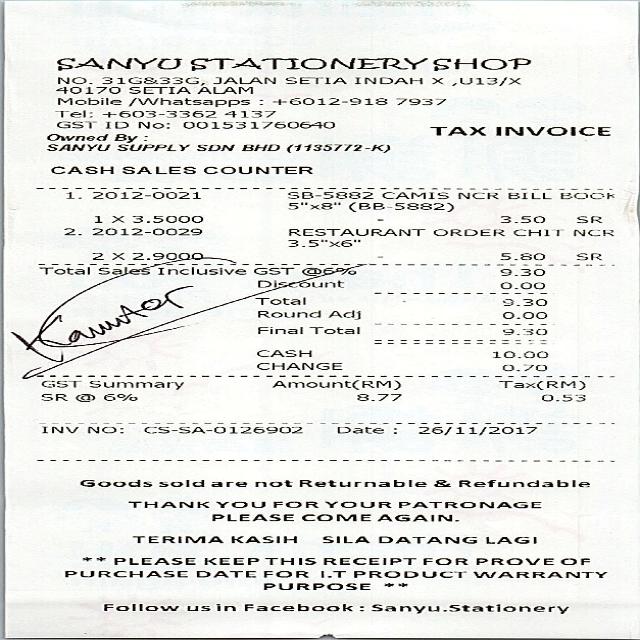 SANYU STATIONERY SHOP
NO. 31G&33G, JALAN SETIA INDAH X ,U13/X
40170 SETIA ALAM
Mobile /Whatsapps : +6012-918 7937
Tel: +603-3362 4137
GST ID No: 001531760640
TAX INVOICE
Owned By :
SANYU SUPPLY SDN BHD (1135772-K)
CASH SALES COUNTER
1. 2012-0021 SB-5882 CAMIS NCR BILL BOOK
5"x8" (BB-5882)
1 X 3.5000 - 3.50 SR
2. 2012-0029 RESTAURANT ORDER CHIT NCR
3.5"x6"
2 X 2.9000 - 5.80 SR
Total Sales Inclusive GST @6% 9.30
Discount 0.00
Total 9.30
Round Adj 0.00
Final Total 9.30
CASH 10.00
CHANGE 0.70
GST Summary Amount(RM) Tax(RM)
SR @ 6% 8.77 0.53
INV NO: CS-SA-0126902 Date : 26/11/2017
Goods sold are not Returnable & Refundable
THANK YOU FOR YOUR PATRONAGE
PLEASE COME AGAIN.
TERIMA KASIH SILA DATANG LAGI
** PLEASE KEEP THIS RECEIPT FOR PROVE OF
PURCHASE DATE FOR I.T PRODUCT WARRANTY
PURPOSE **
Follow us in Facebook : Sanyu.Stationery